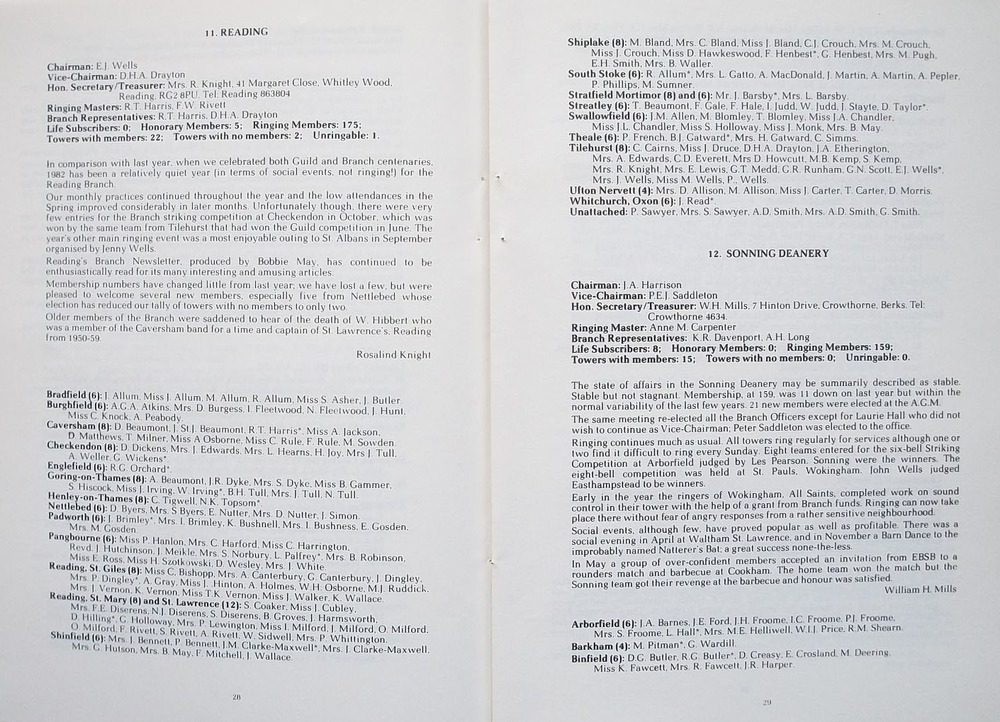 11. READING
Chairman: E.J. Wells
Vice-Chairman: D.H.A. Drayton
Hon. Secretary/Treasurer: Mrs. R. Knight, 41 Margaret Close, Whitley Wood,
Reading, RG2 8PU. Tel: Reading 863804
Ringing Masters: R.T. Harris, F.W. Rivett
Branch Representatives: R.T. Harris, D.H.A. Drayton
Life Subscribers: 0; Honorary Members: 5; Ringing Members: 175;
Towers with members: 22; Towers with no members: 2; Unringable: 1.
In comparison with last year, when we celebrated both Guild and Branch centenaries,
1982 has been a relatively quiet year (in terms of social events, not ringing!) for the
Reading Branch.
Our monthly practices continued throughout the year and the low attendances in the
Spring improved considerably in later months. Unfortunately though, there were very
few entries for the Branch striking competition at Checkendon in October, which was
won by the same team from Tilehurst that had won the Guild competition in June. The
year's other main ringing event was a most enjoyable outing to St. Albans in September
organised by Jenny Wells.
Reading's Branch Newsletter, produced by Bobbie May, has continued to be
enthusiastically read for its many interesting and amusing articles.
Membership numbers have changed little from last year; we have lost a few, but were
pleased to welcome several new members, especially five from Nettlebed whose
election has reduced our tally of towers with no members to only two.
Older members of the Branch were saddened to hear of the death of W. Hibbert who
was a member of the Caversham band for a time and captain of St. Lawrence's, Reading
from 1950-59.
Rosalind Knight
Bradfield (6): J. Allum, Miss J. Allum, M. Allum, R. Allum, Miss S. Asher, J. Butler.
Burghfield (6): A.G.A. Atkins, Mrs. D. Burgess, I. Fleetwood, N. Fleetwood, J. Hunt,
Miss C. Knock, A. Peabody.
Caversham (8): D. Beaumont, J. St.J. Beaumont, R.T. Harris*, Miss A. Jackson,
D. Matthews, T. Milner, Miss A Osborne, Miss C. Rule, F. Rule, M. Sowden.
Checkendon (8): D. Dickens, Mrs. J. Edwards, Mrs. L. Hearns, H. Joy, Mrs J. Tull,
A. Weller, G. Wickens*.
Englefield (6): R.G. Orchard*.
Goring-on-Thames (8): A. Beaumont, J.R. Dyke, Mrs. S. Dyke, Miss B. Gammer,
S. Hiscock, Miss J. Irving, W. Irving*, B.H. Tull, Mrs. J. Tull, N. Tull.
Henley-on-Thames (8): C. Tigwell, N.K. Topsom*
Nettlebed (6): D. Byers, Mrs. S Byers, E. Nutter, Mrs. D. Nutter, J. Simon.
Padworth (6): J. Brimley*, Mrs. I. Brimley, K. Bushnell, Mrs. I. Bushness, E. Gosden,
Mrs. M. Gosden.
Pangbourne (6): Miss P. Hanlon, Mrs. C. Harford, Miss C. Harrington,
Revd. J. Hutchinson, J. Meikle, Mrs. S. Norbury, L. Palfrey*, Mrs. B. Robinson,
Miss E. Ross, Miss H. Szotkowski, D. Wesley, Mrs. J. White.
Reading, St. Giles (8): Miss C. Bishopp, Mrs. A. Canterbury, G. Canterbury, J. Dingley,
Mrs. P. Dingley*, A. Gray, Miss J. Hinton, A. Holmes, W.H. Osborne, M.J. Ruddick,
Mrs. J. Vernon, K. Vernon, Miss T.K. Vernon, Miss J. Walker, K. Wallace.
Reading, St. Mary (8) and St. Lawrence (12): S. Coaker, Miss J. Cubley,
Mrs. F.E. Diserens, N.J. Diserens, S. Diserens, B. Groves, J. Harmsworth,
D. Hilling*, G. Holloway, Mrs. P. Lewington, Miss I. Milford, J. Milford, O. Milford,
O. Milford, F. Rivett, S. Rivett, A. Rivett, W. Sidwell, Mrs. P. Whittington.
Shinfield (6): Mrs. J. Bennett, P. Bennett, J.M. Clarke-Maxwell*, Mrs. J. Clarke-Maxwell,
Mrs. G. Hutson, Mrs. B. May, F. Mitchell, J. Wallace.
28
Shiplake (8): M. Bland, Mrs. C. Bland, Miss J. Bland, C.J. Crouch, Mrs. M. Crouch,
Miss J. Crouch, Miss D. Hawkeswood, F. Henbest*, G. Henbest, Mrs. M. Pugh,
E.H. Smith, Mrs. B. Waller.
South Stoke (6): R. Allum*, Mrs. L. Gatto, A. MacDonald, J. Martin, A. Martin, A. Pepler,
P. Phillips, M. Sumner.
Stratfield Mortimor (8) and (6): Mr. J. Barsby*, Mrs. L. Barsby.
Streatley (6): T. Beaumont, F. Gale, F. Hale, I. Judd, W. Judd, J. Stayte, D. Taylor*.
Swallowfield (6): J.M. Allen, M. Blomley, T. Blomley, Miss J.A. Chandler,
Miss J.L. Chandler, Miss S. Holloway, Miss J. Monk, Mrs. B. May.
Theale (6): P. French, B.J. Gatward*, Mrs. H. Gatward, C. Simms.
Tilehurst (8): C. Cairns, Miss J. Druce, D.H.A. Drayton, J.A. Etherington,
Mrs. A. Edwards, C.D. Everett, Mrs D. Howcutt, M.B. Kemp, S. Kemp,
Mrs. R. Knight, Mrs. E. Lewis, G.T. Medd, G.R. Runham, G.N. Scott, E.J. Wells*,
Mrs. J. Wells, Miss M. Wells, P., Wells.
Ufton Nervett (4): Mrs. D. Allison, M. Allison, Miss J. Carter, T. Carter, D. Morris.
Whitchurch, Oxon (6): J. Read*.
Unattached: P. Sawyer, Mrs. S. Sawyer, A.D. Smith, Mrs. A.D. Smith, G. Smith.
12. SONNING DEANERY
Chairman: J.A. Harrison
Vice-Chairman: P.E.J. Saddleton
Hon. Secretary/Treasurer: W.H. Mills, 7 Hinton Drive, Crowthorne, Berks. Tel:
Crowthorne 4634.
Ringing Master: Anne M. Carpenter
Branch Representatives: K.R. Davenport, A.H. Long
Life Subscribers: 8; Honorary Members: 0; Ringing Members: 159;
Towers with members: 15; Towers with no members: 0; Unringable: 0.
The state of affairs in the Sonning Deanery may be summarily described as stable.
Stable but not stagnant. Membership, at 159, was 11 down on last year but within the
normal variability of the last few years. 21 new members were elected at the A.G.M.
The same meeting re-elected all the Branch Officers except for Laurie Hall who did not
wish to continue as Vice-Chairman; Peter Saddleton was elected to the office.
Ringing continues much as usual. All towers ring regularly for services although one or
two find it difficult to ring every Sunday. Eight teams entered for the six-bell Striking
Competition at Arborfield judged by Les Pearson. Sonning were the winners. The
eight-bell competition was held at St. Pauls, Wokingham. John Wells judged
Easthampstead to be winners.
Early in the year the ringers of Wokingham, All Saints, completed work on sound
control in their tower with the help of a grant from Branch funds. Ringing can now take
place there without fear of angry responses from a rather sensitive neighbourhood.
Social events, although few, have proved popular as well as profitable. There was a
social evening in April at Waltham St. Lawrence, and in November a Barn Dance to the
improbably named Natterer's Bat; a great success none-the-less.
In May a group of over-confident members accepted an invitation from EBSB to a
rounders match and barbecue at Cookham. The home team won the match but the
Sonning team got their revenge at the barbecue and honour was satisfied.
William H. Mills
Arborfield (6): J.A. Barnes, J.E. Ford, J.H. Froome, I.C. Froome, P.J. Froome,
Mrs. S. Froome, L. Hall*, Mrs. M.E. Helliwell, W.I.J. Price, R.M. Shearn.
Barkham (4): M. Pitman*, G. Wardill.
Binfield (6): D.G. Butler, R.G. Butler*, D. Creasy, E. Crosland, M. Deering,
Miss K. Fawcett, Mrs. R. Fawcett, J.R. Harper.
29